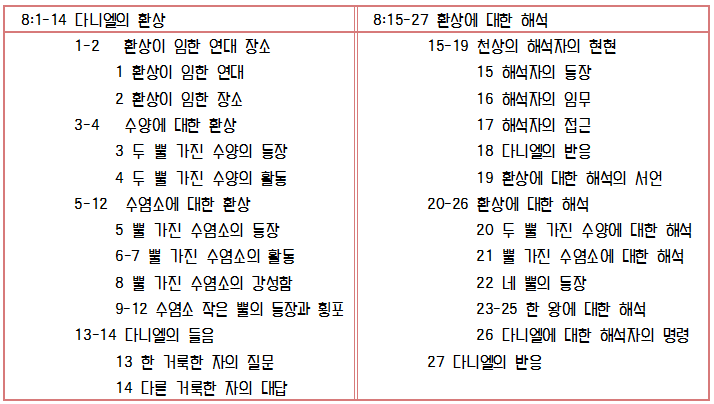 8:1-14 다니엘의 환상
1-2 환상이 임한 연대 장소
1 환상이 임한 연대
2 환상이 임한 장소
3-4 수양에 대한 환상
3 두 뿔 가진 수양의 등장
4 두 뿔 가진 수양의 활동
5-12 수염소에 대한 환상
5 뿔 가진 수염소의 등장
6-7 뿔 가진 수염소의 활동
8 뿔 가진 수염소의 강성함
9-12 수염소 작은 뿔의 등장과 횡포
13-14 다니엘의 들음
13 한 거룩한 자의 질문
14 다른 거룩한 자의 대답
8:15-27 환상에 대한 해석
15-19 천상의 해석자의 현현
15 해석자의 등장
16 해석자의 임무
17 해석자의 접근
18 다니엘의 반응
19 환상에 대한 해석의 서언
20-26 환상에 대한 해석
20 두 뿔 가진 수양에 대한 해석
21 뿔 가진 수염소에 대한 해석
22 네 뿔의 등장
23-25 한 왕에 대한 해석
26 다니엘에 대한 해석자의 명령
27 다니엘의 반응